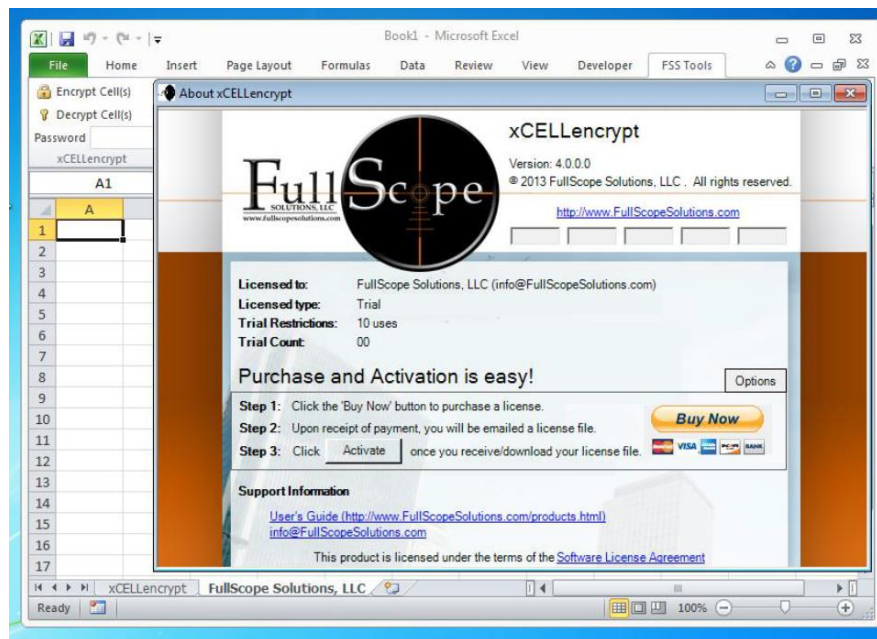 Book1 - Microsoft Excel
File Home Insert Page Layout Formulas Data Review View Developer FSS Tools
Encrypt Cell(s)
Decrypt Cell(s)
Password
xCELLencrypt
A1
A
1
2
3
4
5
6
7
8
9
10
11
12
13
14
15
16
17
About xCELLencrypt
FullScope
SOLUTIONS, LLC
www.fullscopesolutions.com
xCELLencrypt
Version: 4.0.0.0
© 2013 FullScope Solutions, LLC . All rights reserved.
http://www.FullScopeSolutions.com
Licensed to: FullScope Solutions, LLC (info@FullScopeSolutions.com)
Licensed type: Trial
Trial Restrictions: 10 uses
Trial Count: 00
Purchase and Activation is easy!
Options
Step 1: Click the 'Buy Now' button to purchase a license.
Step 2: Upon receipt of payment, you will be emailed a license file.
Step 3: Click Activate once you receive/download your license file.
Buy Now
VISA
BANK
Support Information
User's Guide (http://www.FullScopeSolutions.com/products.html)
info@FullScopeSolutions.com
This product is licensed under the terms of the Software License Agreement
xCELLencrypt FullScope Solutions, LLC
Ready 100%